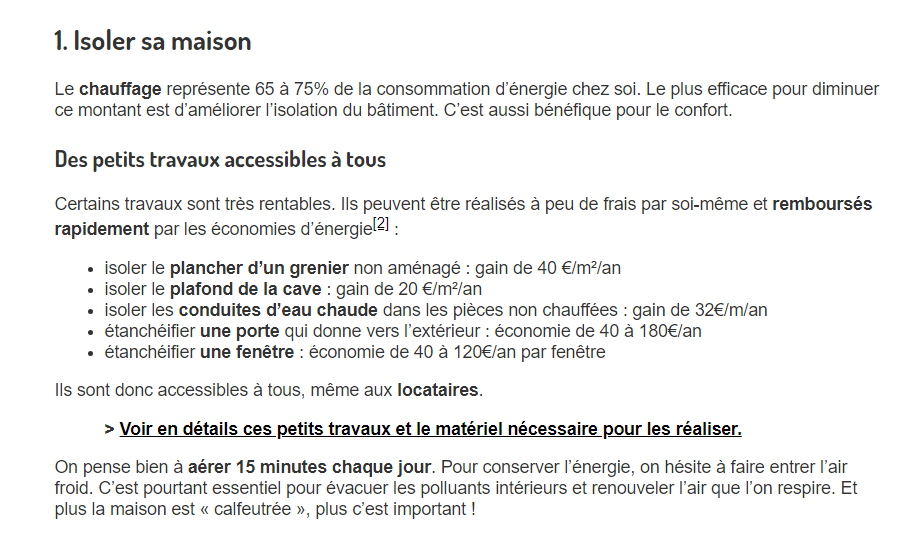 1. Isoler sa maison
Le chauffage représente 65 à 75% de la consommation d’énergie chez soi. Le plus efficace pour diminuer
ce montant est d’améliorer l’isolation du bâtiment. C’est aussi bénéfique pour le confort.
Des petits travaux accessibles à tous
Certains travaux sont très rentables. Ils peuvent être réalisés à peu de frais par soi-même et remboursés
rapidement par les économies d’énergie[2] :
• isoler le plancher d’un grenier non aménagé : gain de 40 €/m²/an
• isoler le plafond de la cave : gain de 20 €/m²/an
• isoler les conduites d’eau chaude dans les pièces non chauffées : gain de 32€/m/an
• étanchéifier une porte qui donne vers l’extérieur : économie de 40 à 180€/an
• étanchéifier une fenêtre : économie de 40 à 120€/an par fenêtre
Ils sont donc accessibles à tous, même aux locataires.
> Voir en détails ces petits travaux et le matériel nécessaire pour les réaliser.
On pense bien à aérer 15 minutes chaque jour. Pour conserver l’énergie, on hésite à faire entrer l’air
froid. C’est pourtant essentiel pour évacuer les polluants intérieurs et renouveler l’air que l’on respire. Et
plus la maison est « calfeutrée », plus c’est important !